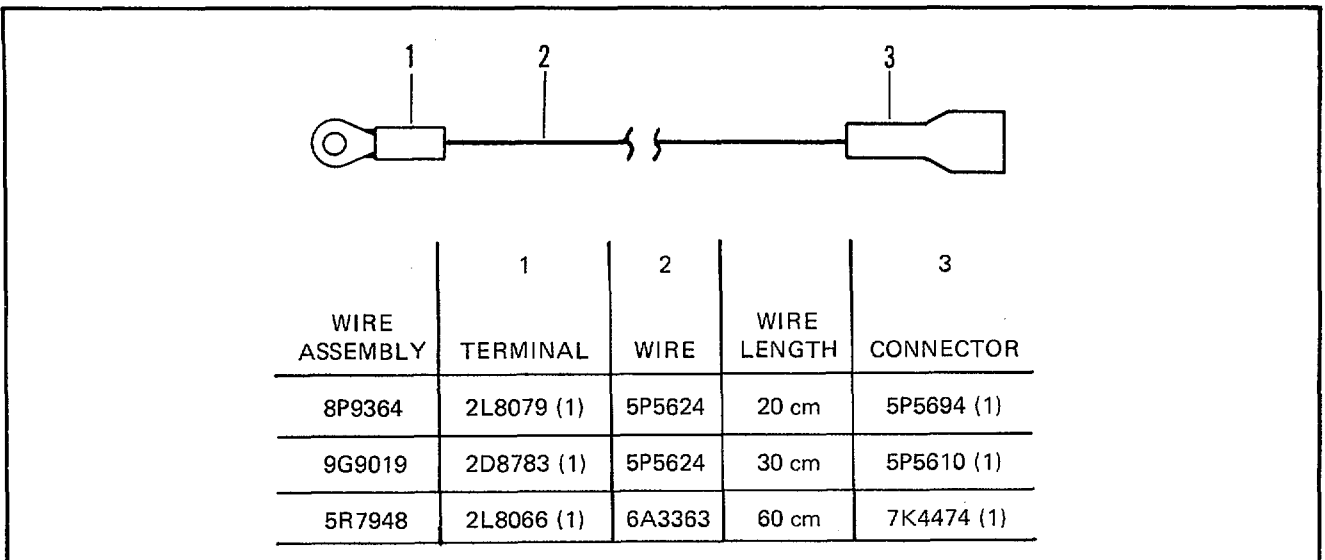 1 2 3
1 2 3
WIRE ASSEMBLY TERMINAL WIRE WIRE LENGTH CONNECTOR
8P9364 2L8079 (1) 5P5624 20 cm 5P5694 (1)
9G9019 2D8783 (1) 5P5624 30 cm 5P5610 (1)
5R7948 2L8066 (1) 6A3363 60 cm 7K4474 (1)